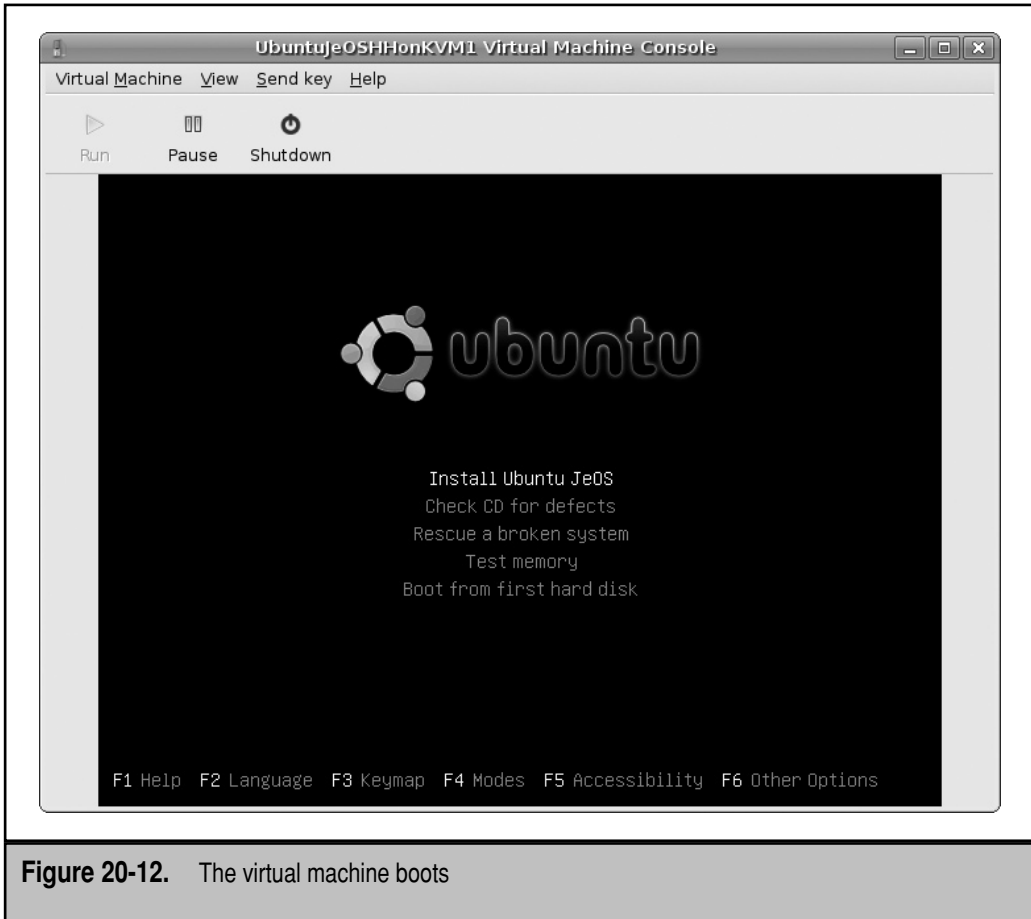 UbuntuJeOSHHonKVM1 Virtual Machine Console
Virtual Machine View Send key Help
Run Pause Shutdown
ubuntu
Install Ubuntu JeOS
Check CD for defects
Rescue a broken system
Test memory
Boot from first hard disk
F1 Help F2 Language F3 Keymap F4 Modes F5 Accessibility F6 Other Options
Figure 20-12. The virtual machine boots